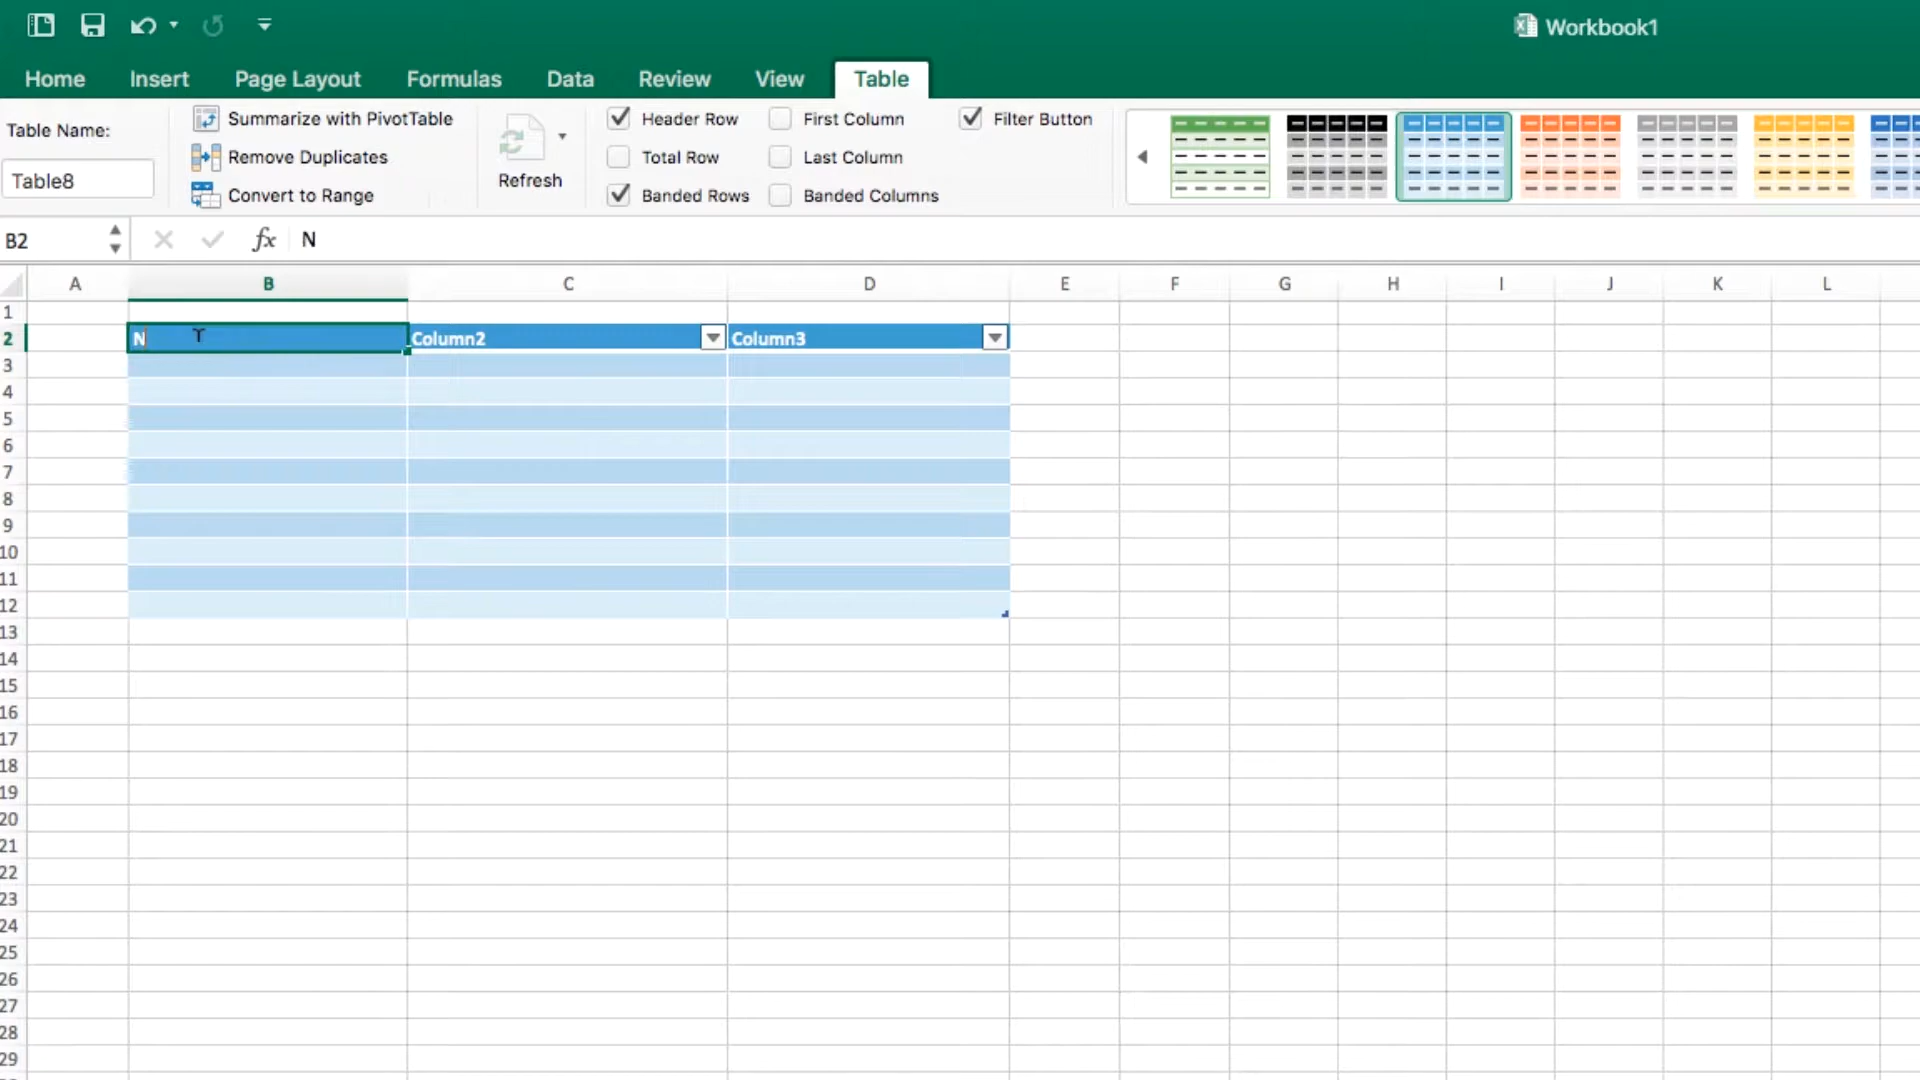 Workbook1
Home Insert Page Layout Formulas Data Review View Table
Table Name:
Table8
Summarize with PivotTable
Remove Duplicates
Convert to Range
Refresh
Header Row
Total Row
Banded Rows
First Column
Last Column
Banded Columns
Filter Button
B2 fx N
A B C D E F G H I J K L
1
2 N Column2 Column3
3
4
5
6
7
8
9
10
11
12
13
14
15
16
17
18
19
20
21
22
23
24
25
26
27
28
29